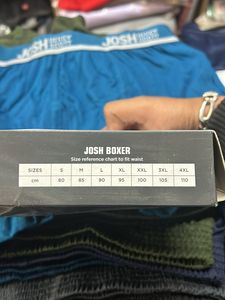 JOSH
JOSH
JOSH BOXER
Size reference chart to fit waist
SIZES S M L XL XXL 3XL 4XL
cm 80 85 90 95 100 105 110